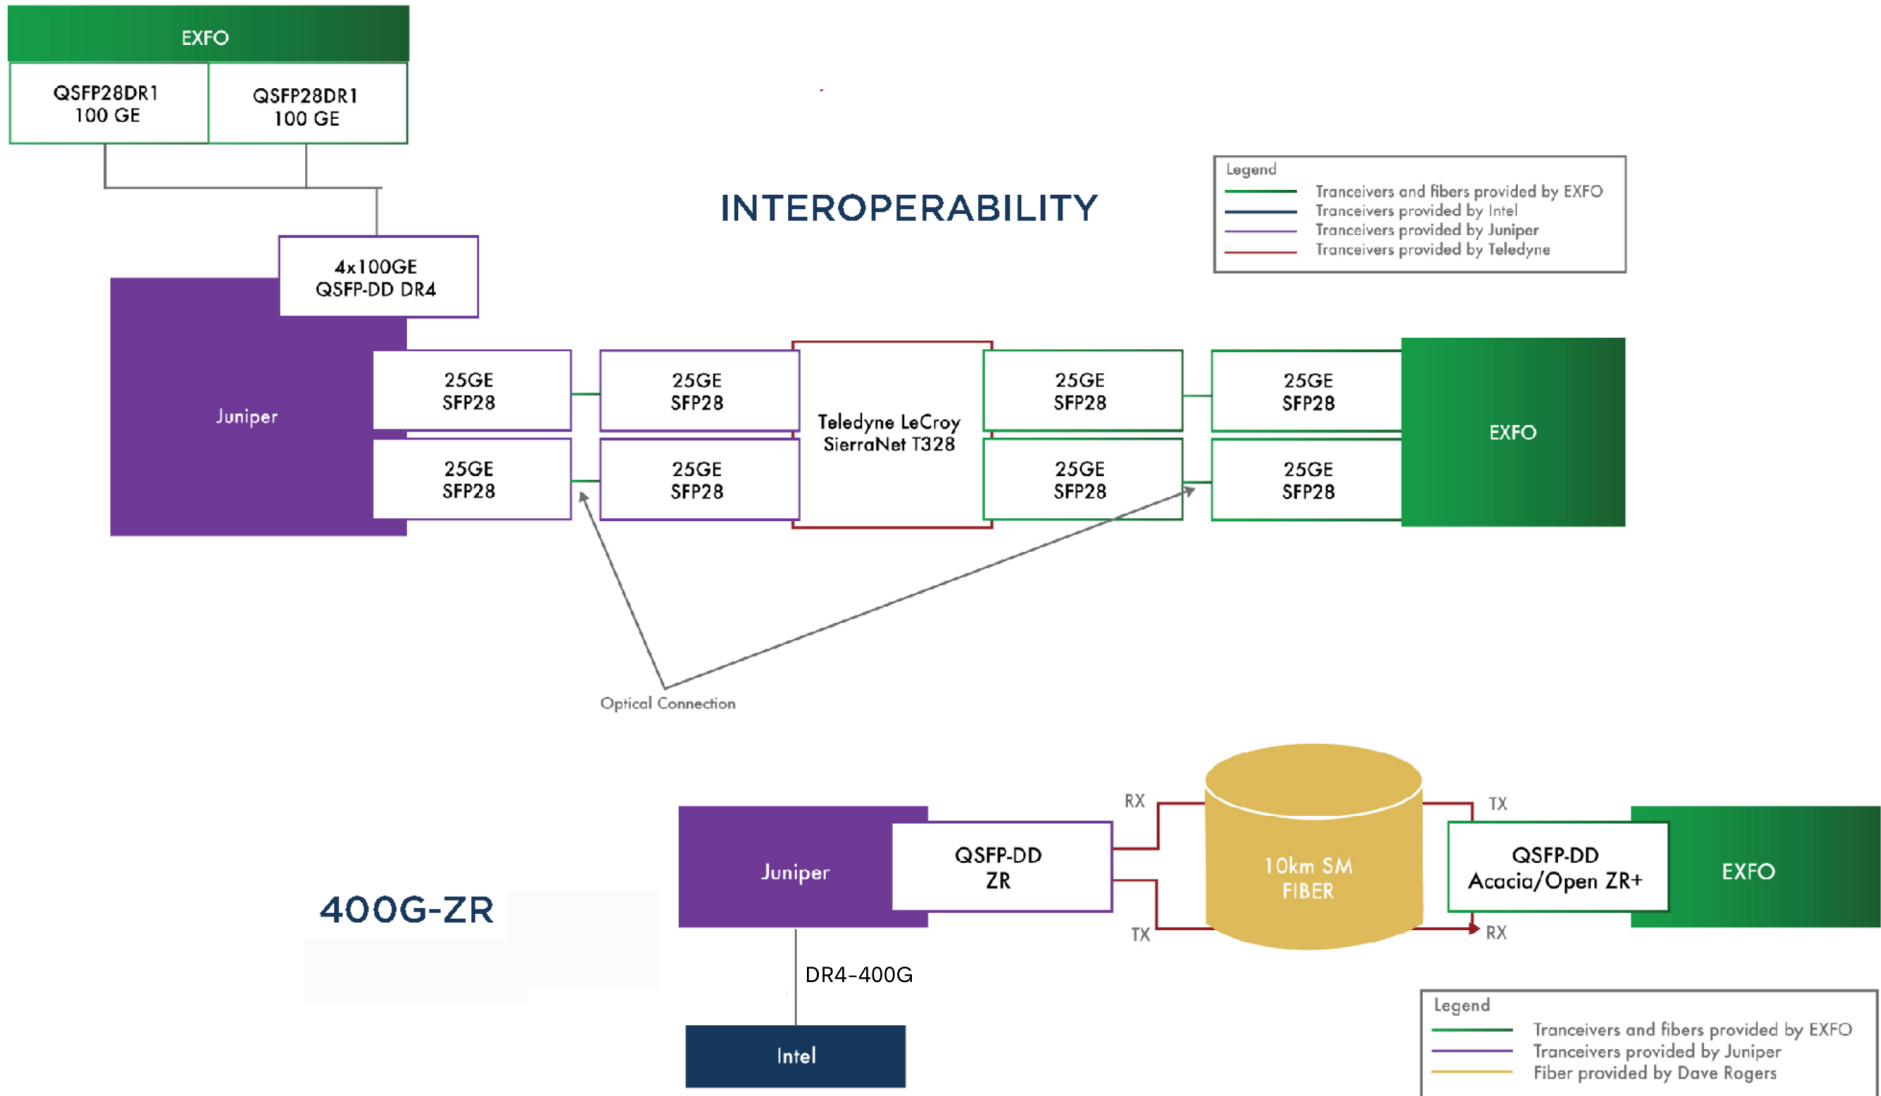 EXFO
QSFP28DR1
100 GE
QSFP28DR1
100 GE
INTEROPERABILITY
Legend
Tranceivers and fibers provided by EXFO
Tranceivers provided by Intel
Tranceivers provided by Juniper
Tranceivers provided by Teledyne
4x100GE
QSFP-DD DR4
Juniper
25GE
SFP28
25GE
SFP28
25GE
SFP28
25GE
SFP28
Teledyne LeCroy
SierraNet T328
25GE
SFP28
25GE
SFP28
25GE
SFP28
25GE
SFP28
EXFO
Optical Connection
400G-ZR
Juniper
QSFP-DD
ZR
RX
TX
10km SM
FIBER
TX
RX
QSFP-DD
Acacia/Open ZR+
EXFO
DR4-400G
Intel
Legend
Tranceivers and fibers provided by EXFO
Tranceivers provided by Juniper
Fiber provided by Dave Rogers